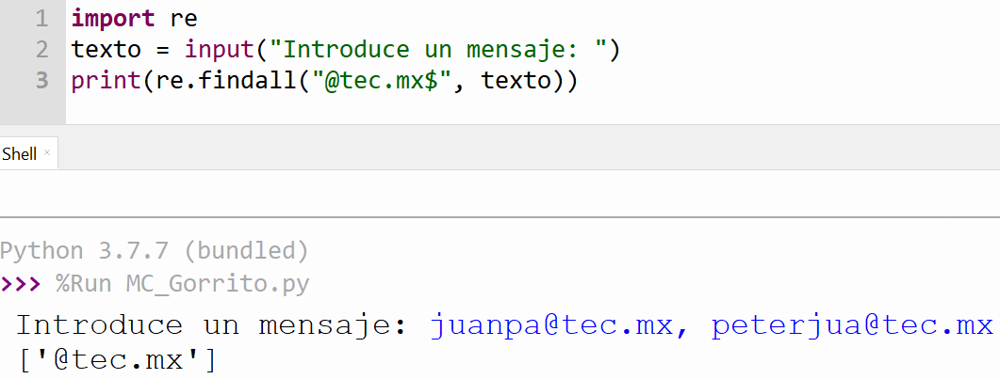 1 import re
2 texto = input("Introduce un mensaje: ")
3 print(re.findall("@tec.mx$", texto))
Shell ×
Python 3.7.7 (bundled)
>>> %Run MC_Gorrito.py
Introduce un mensaje: juanpa@tec.mx, peterjua@tec.mx
['@tec.mx']